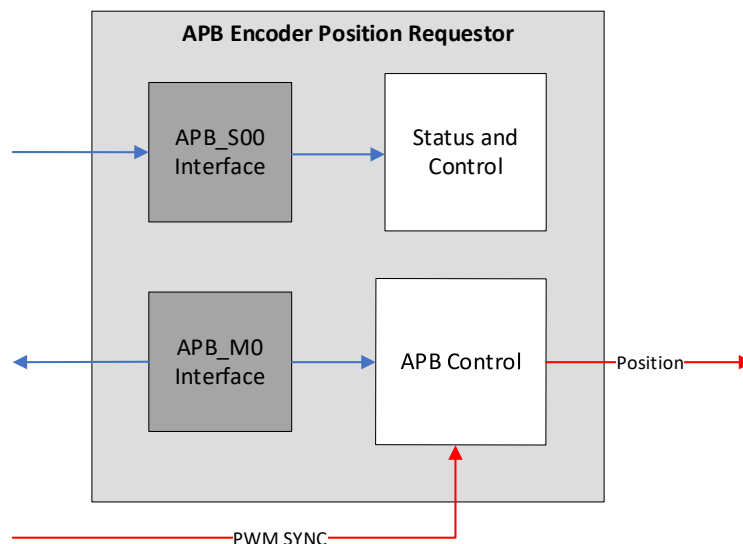 APB Encoder Position Requestor
APB_S00
Interface
Status and
Control
APB_M0
Interface
APB Control
Position
PWM SYNC